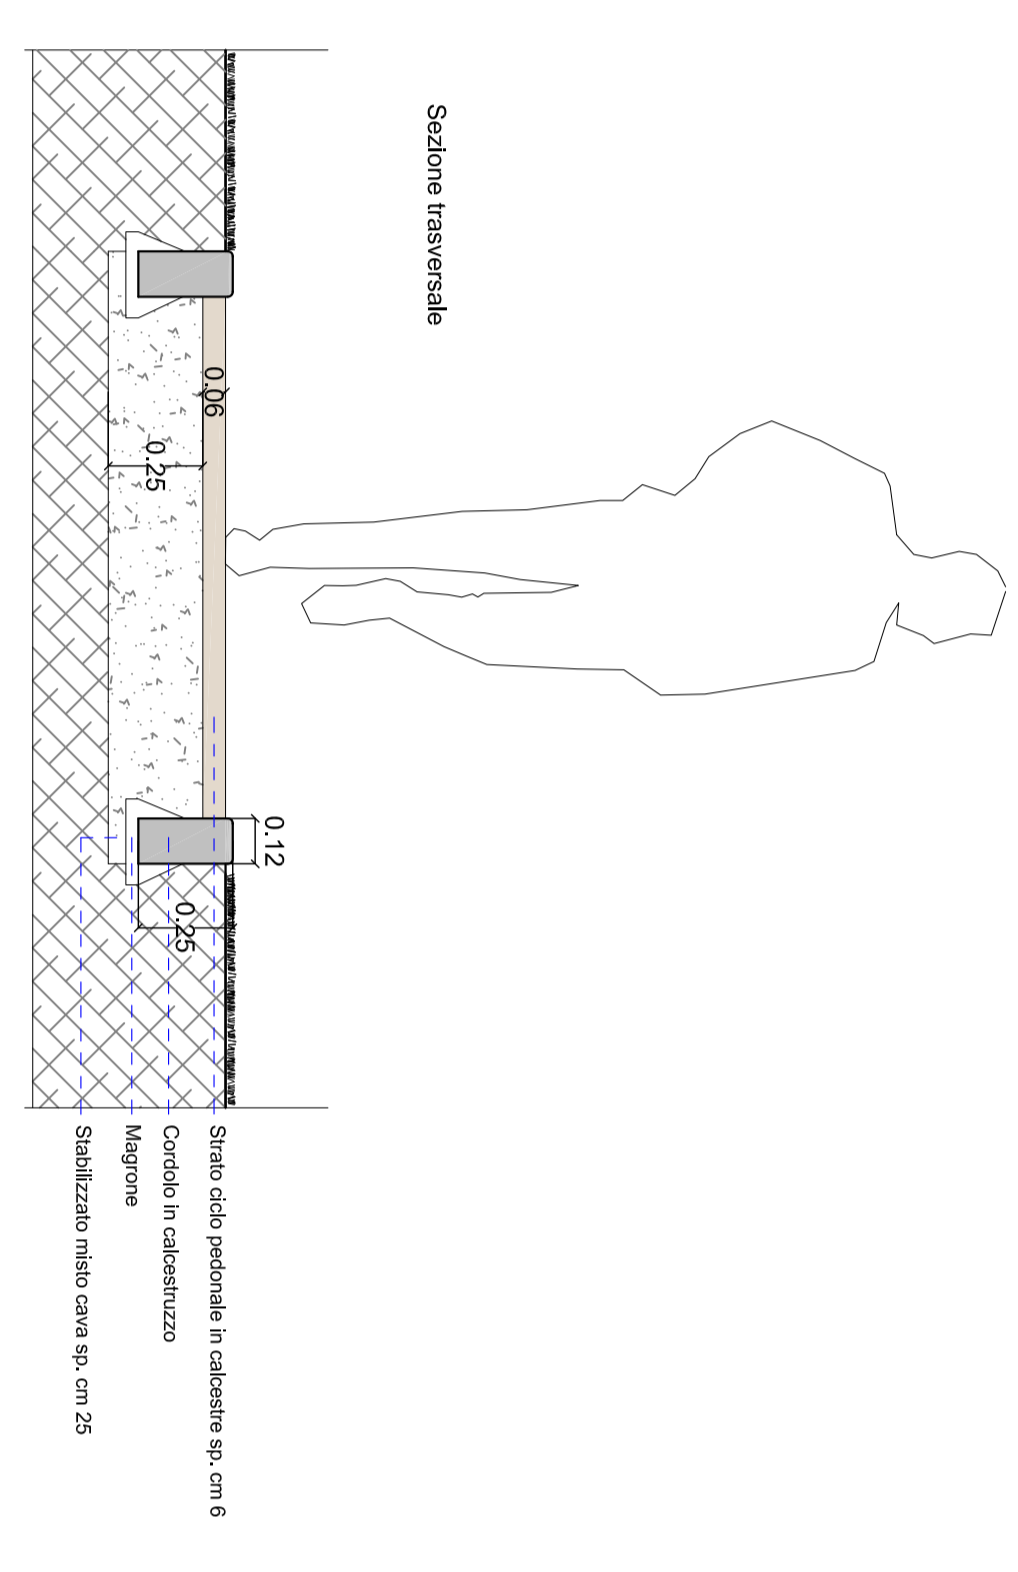 Sezione trasversale
0.06
0.25
0.12
0.25
Strato ciclo pedonale in calcestre sp. cm 6
Cordolo in calcestruzzo
Magrone
Stabilizzato misto cava sp. cm 25